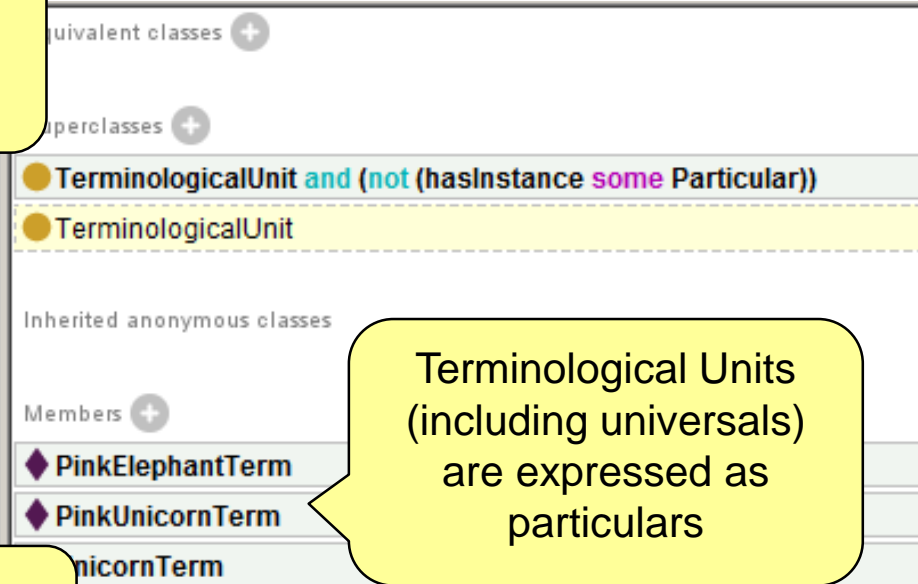 quivalent classes
uperclasses
TerminologicalUnit and (not (hasInstance some Particular))
TerminologicalUnit
Inherited anonymous classes
Members
PinkElephantTerm
PinkUnicornTerm
nicornTerm
Terminological Units
(including universals)
are expressed as
particulars